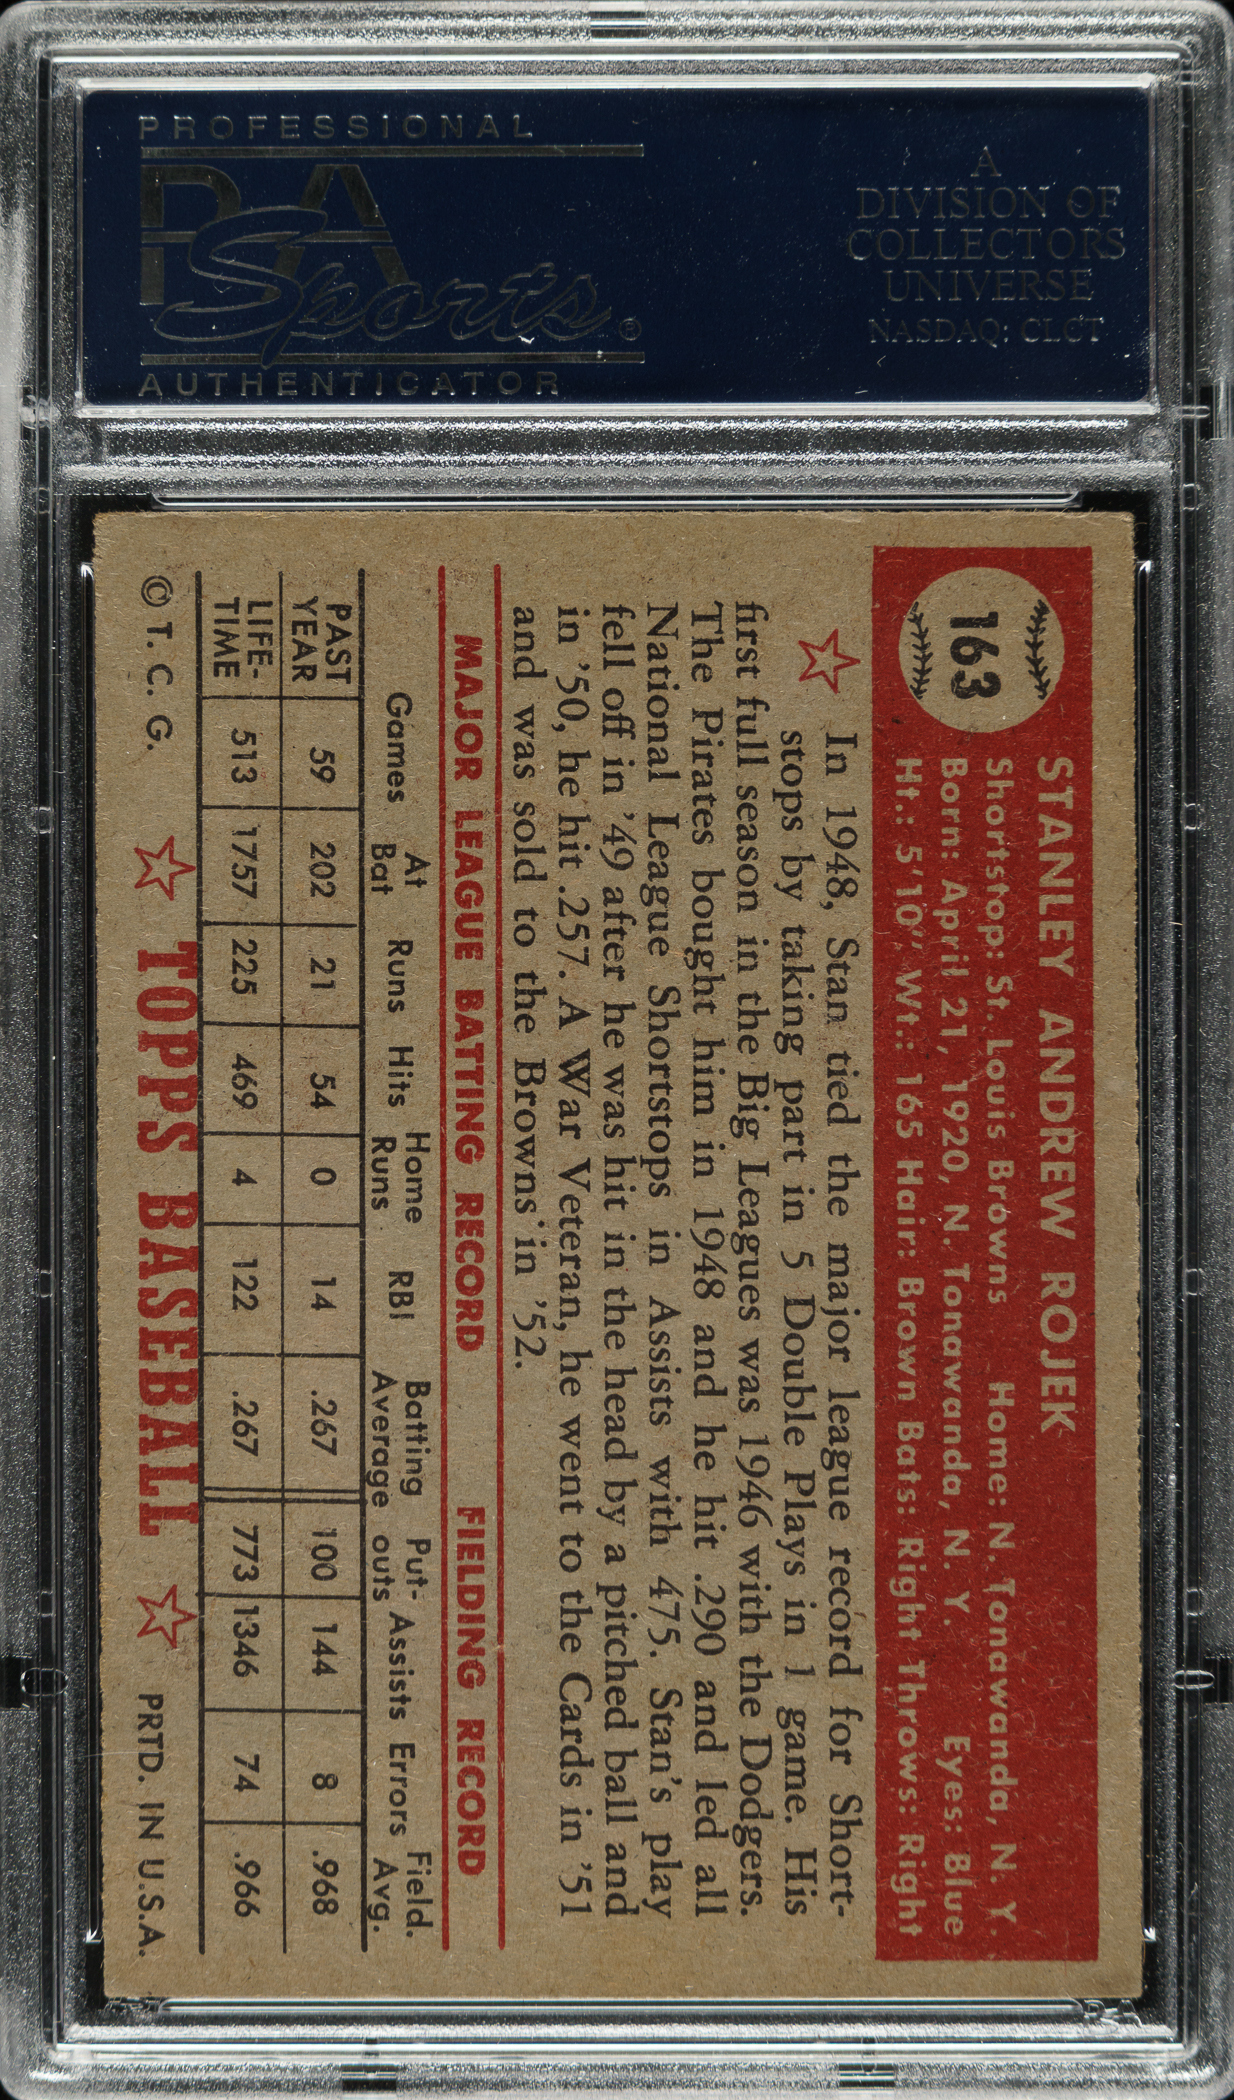 PROFESSIONAL
PSA
Sports®
AUTHENTICATOR
A
DIVISION OF
COLLECTORS
UNIVERSE
NASDAQ: CLCT
163
STANLEY ANDREW ROJEK
Shortstop: St. Louis Browns Home: N. Tonawanda, N. Y.
Born: April 21, 1920, N. Tonawanda, N. Y. Eyes: Blue
Ht.: 5'10" Wt.: 165 Hair: Brown Bats: Right Throws: Right
In 1948, Stan tied the major league record for Short-
stops by taking part in 5 Double Plays in 1 game. His
first full season in the Big Leagues was 1946 with the Dodgers.
The Pirates bought him in 1948 and he hit .290 and led all
National League Shortstops in Assists with 475. Stan's play
fell off in '49 after he was hit in the head by a pitched ball and
in '50, he hit .257. A War Veteran, he went to the Cards in '51
and was sold to the Browns in '52.
MAJOR LEAGUE BATTING RECORD FIELDING RECORD
Games At Bat Runs Hits Home Runs RBI Batting Average Put-outs Assists Errors Field. Avg.
PAST YEAR 59 202 21 54 0 14 .267 100 144 8 .968
LIFE-TIME 513 1757 225 469 4 122 .267 773 1346 74 .966
© T. C. G. TOPPS BASEBALL PRTD. IN U.S.A.